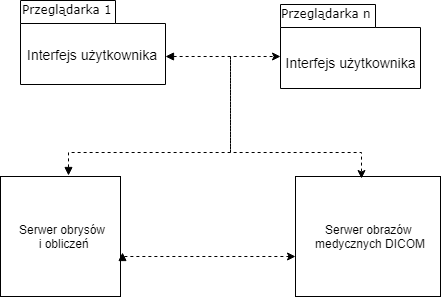 Przeglądarka 1
Przeglądarka n
Interfejs użytkownika
Interfejs użytkownika
Serwer obrysów
i obliczeń
Serwer obrazów
medycznych DICOM